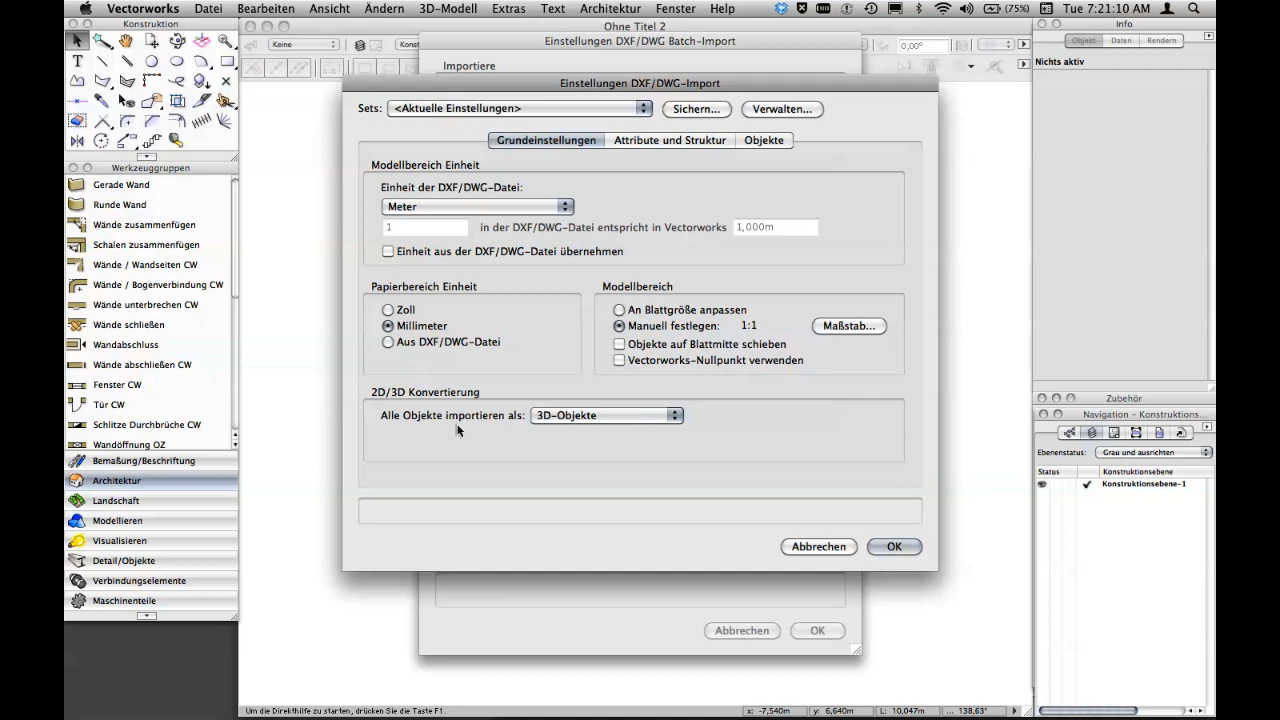 Vectorworks Datei Bearbeiten Ansicht Ändern 3D-Modell Extras Text Architektur Fenster Help (75%) Tue 7:21:10 AM
Konstruktion
Ohne Titel 2
Info
Keine
Konst
0,00°
Einstellungen DXF/DWG Batch-Import
Importiere
Objekt Daten Rendern
Nichts aktiv
Einstellungen DXF/DWG-Import
Sets: <Aktuelle Einstellungen> Sichern... Verwalten...
Grundeinstellungen Attribute und Struktur Objekte
Modellbereich Einheit
Einheit der DXF/DWG-Datei:
Meter
1 in der DXF/DWG-Datei entspricht in Vectorworks 1,000m
Einheit aus der DXF/DWG-Datei übernehmen
Papierbereich Einheit
Zoll
Millimeter
Aus DXF/DWG-Datei
Modellbereich
An Blattgröße anpassen
Manuell festlegen: 1:1 Maßstab...
Objekte auf Blattmitte schieben
Vectorworks-Nullpunkt verwenden
2D/3D Konvertierung
Alle Objekte importieren als: 3D-Objekte
Abbrechen OK
Abbrechen OK
Werkzeuggruppen
Gerade Wand
Runde Wand
Wände zusammenfügen
Schalen zusammenfügen
Wände / Wandseiten CW
Wände / Bogenverbindung CW
Wände unterbrechen CW
Wände schließen
Wandabschluss
Wände abschließen CW
Fenster CW
Tür CW
Schlitze Durchbrüche CW
Wandöffnung OZ
Bemaßung/Beschriftung
Architektur
Landschaft
Modellieren
Visualisieren
Detail/Objekte
Verbindungselemente
Maschinenteile
Zubehör
Navigation - Konstruktions...
Ebenenstatus: Grau und ausrichten
Status Konstruktionsebene
Konstruktionsebene-1
Um die Direkthilfe zu starten, drücken Sie die Taste F1. x: -7,540m y: 6,640m L: 10,047m ... 138,63°